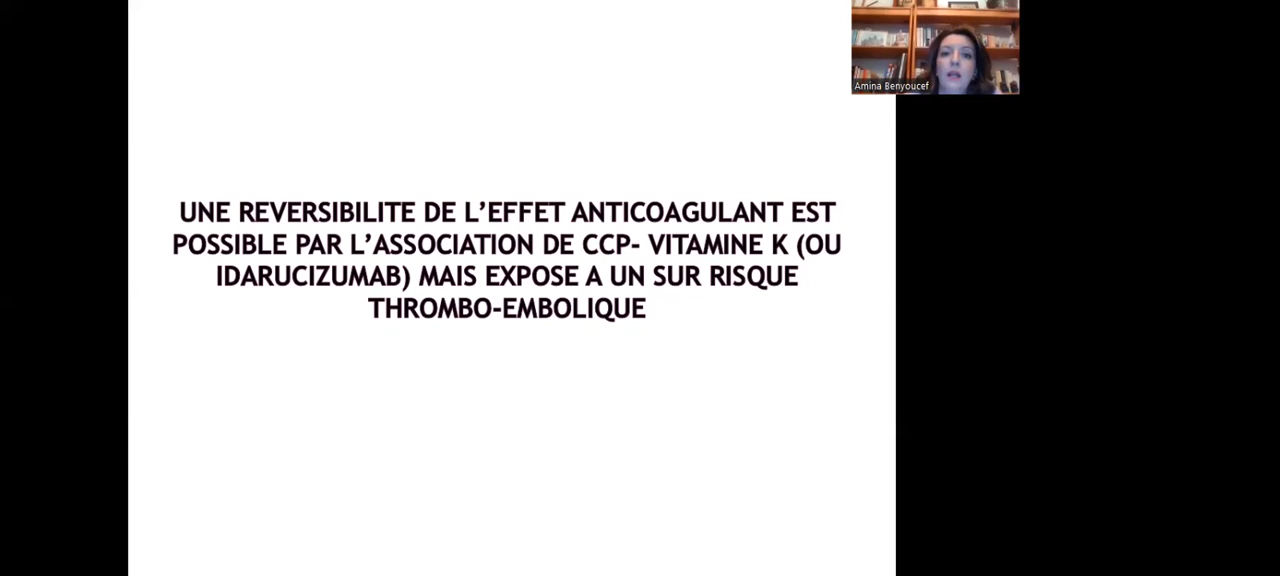 Amina Benyoucef
UNE REVERSIBILITE DE L’EFFET ANTICOAGULANT EST
POSSIBLE PAR L’ASSOCIATION DE CCP- VITAMINE K (OU
IDARUCIZUMAB) MAIS EXPOSE A UN SUR RISQUE
THROMBO-EMBOLIQUE